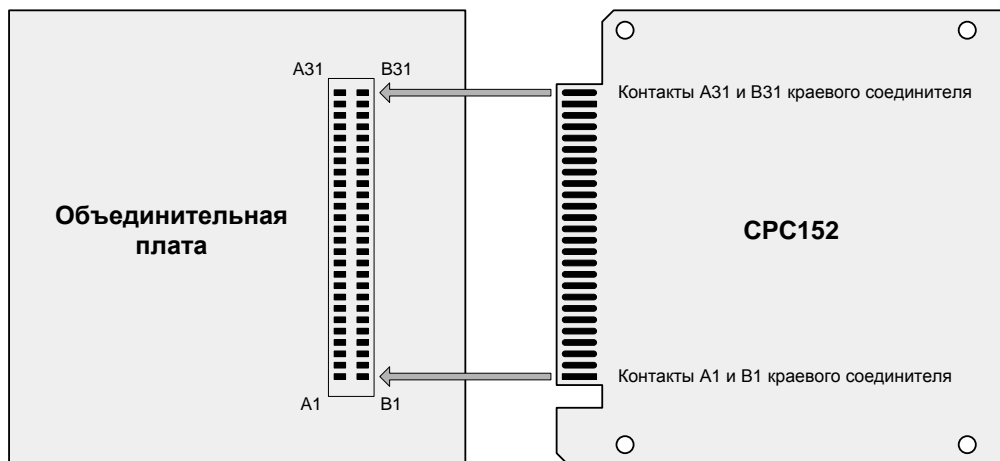 A31
B31
Контакты A31 и B31 краевого соединителя
Объединительная
плата
CPC152
Контакты A1 и B1 краевого соединителя
A1
B1